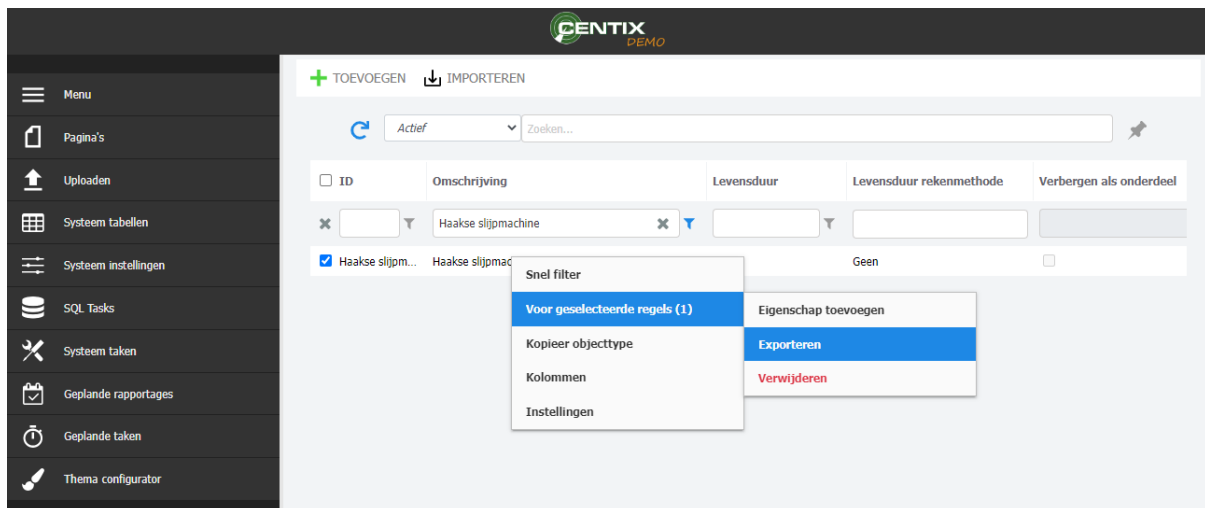 CENTIX
DEMO
Menu
Pagina's
Uploaden
Systeem tabellen
Systeem instellingen
SQL Tasks
Systeem taken
Geplande rapportages
Geplande taken
Thema configurator
TOEVOEGEN IMPORTEREN
Actief Zoeken...
ID Omschrijving Levensduur Levensduur rekenmethode Verbergen als onderdeel
Haakse slijpmachine
Haakse slijpm... Haakse slijpmac Geen
Snel filter
Voor geselecteerde regels (1)
Kopieer objecttype
Kolommen
Instellingen
Eigenschap toevoegen
Exporteren
Verwijderen